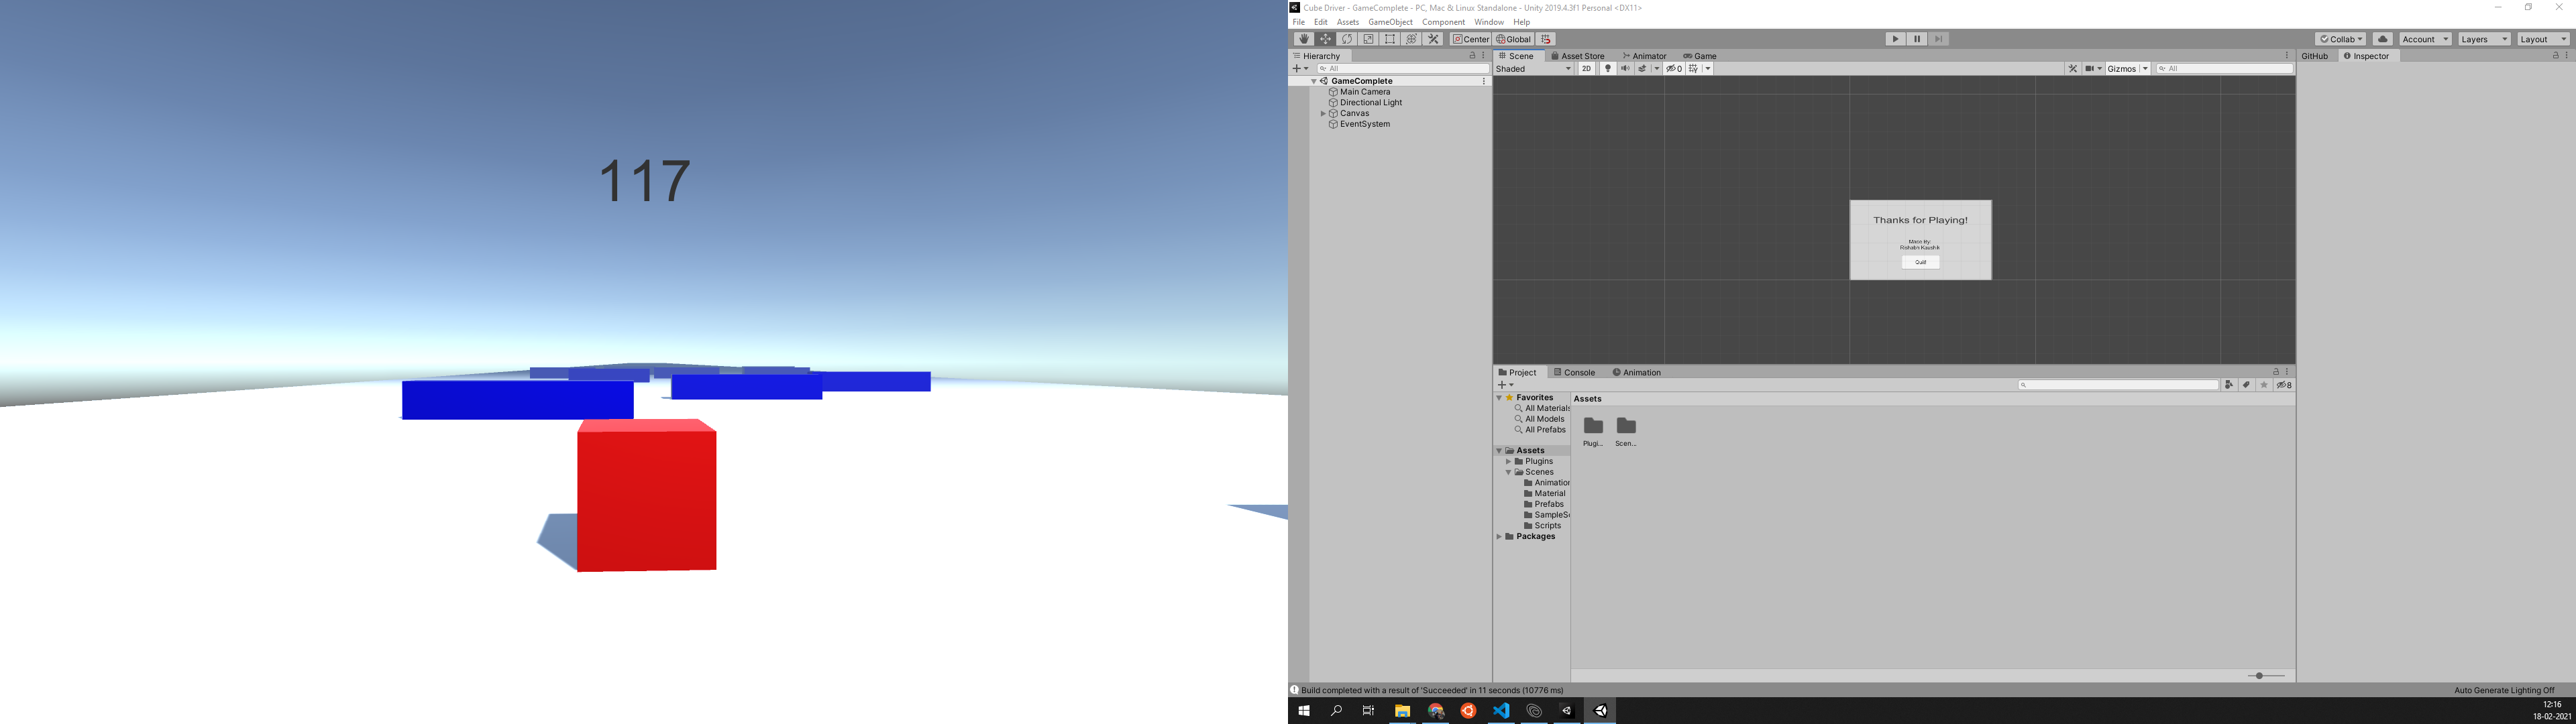 117
Cube Driver - GameComplete - PC, Mac & Linux Standalone - Unity 2019.4.3f1 Personal <DX11>
File Edit Assets GameObject Component Window Help
Center Global
Collab Account Layers Layout
Hierarchy
All
GameComplete
Main Camera
Directional Light
Canvas
EventSystem
Scene Asset Store Animator Game
Shaded 2D 0 Gizmos All
Thanks for Playing!
Made By:
Rishabh Kaushik
Quit!
GitHub Inspector
Project Console Animation
8
Favorites
All Materials
All Models
All Prefabs
Assets
Plugins
Scenes
Animation
Material
Prefabs
SampleSc
Scripts
Packages
Assets
Plugi... Scen...
Build completed with a result of 'Succeeded' in 11 seconds (10776 ms)
Auto Generate Lighting Off
12:16
18-02-2021